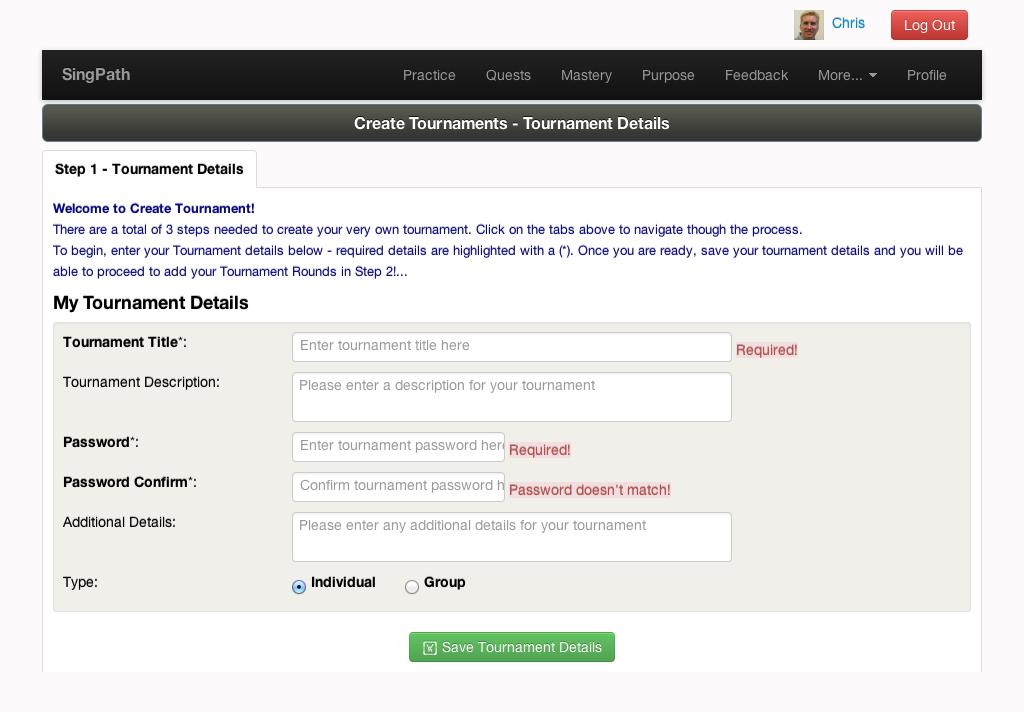 Chris
Log Out
SingPath Practice Quests Mastery Purpose Feedback More... Profile
Create Tournaments - Tournament Details
Step 1 - Tournament Details
Welcome to Create Tournament!
There are a total of 3 steps needed to create your very own tournament. Click on the tabs above to navigate though the process.
To begin, enter your Tournament details below - required details are highlighted with a (*). Once you are ready, save your tournament details and you will be
able to proceed to add your Tournament Rounds in Step 2!...
My Tournament Details
Tournament Title*: Enter tournament title here Required!
Tournament Description: Please enter a description for your tournament
Password*: Enter tournament password here Required!
Password Confirm*: Confirm tournament password h Password doesn't match!
Additional Details: Please enter any additional details for your tournament
Type: Individual Group
Save Tournament Details